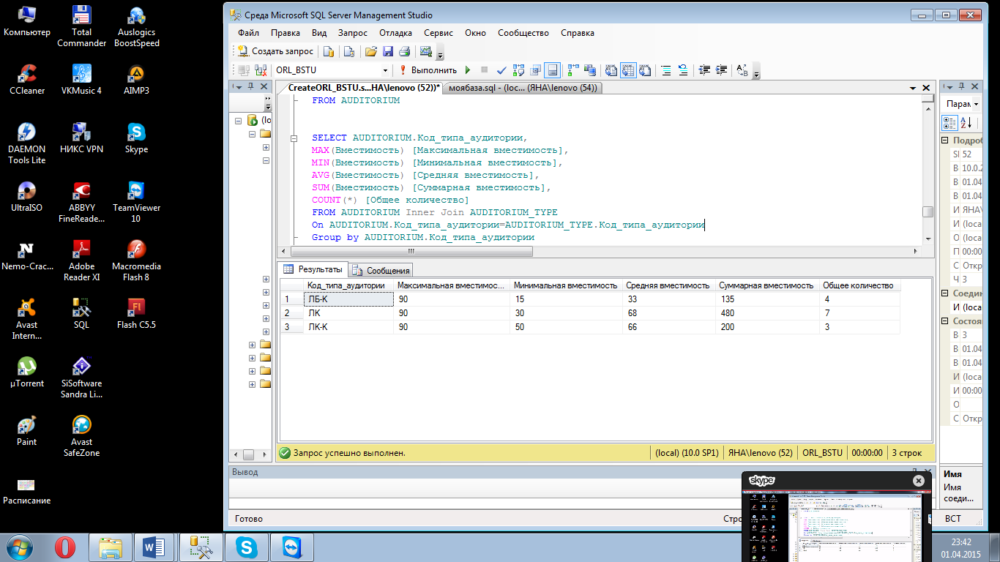 Компьютер
Total Commander
Auslogics BoostSpeed
CCleaner
VKMusic 4
AIMP3
DAEMON Tools Lite
НИКС VPN
Skype
UltraISO
ABBYY FineReade...
TeamViewer 10
Nemo-Crac...
Adobe Reader XI
Macromedia Flash 8
Avast Intern...
SQL
Flash CS5.5
µTorrent
SiSoftware Sandra Li...
Paint
Avast SafeZone
Расписание
Среда Microsoft SQL Server Management Studio
Файл Правка Вид Запрос Отладка Сервис Окно Сообщество Справка
Создать запрос
ORL_BSTU Выполнить
CreateORL_BSTU.s...НА\lenovo (52))* моябаза.sql - (loc... (ЯНА\lenovo (54))
FROM AUDITORIUM
SELECT AUDITORIUM.Код_типа_аудитории,
MAX(Вместимость) [Максимальная вместимость],
MIN(Вместимость) [Минимальная вместимость],
AVG(Вместимость) [Средняя вместимость],
SUM(Вместимость) [Суммарная вместимость],
COUNT(*) [Общее количество]
FROM AUDITORIUM Inner Join AUDITORIUM_TYPE
On AUDITORIUM.Код_типа_аудитории=AUDITORIUM_TYPE.Код_типа_аудитории
Group by AUDITORIUM.Код_типа_аудитории
(lo
Результаты Сообщения
Код_типа_аудитории Максимальная вместимос... Минимальная вместимость Средняя вместимость Суммарная вместимость Общее количество
1 ЛБ-К 90 15 33 135 4
2 ЛК 90 30 68 480 7
3 ЛК-К 90 50 66 200 3
Запрос успешно выполнен. (local) (10.0 SP1) ЯНА\lenovo (52) ORL_BSTU 00:00:00 3 строк
Вывод
Готово Стро
Парам
Подроб
SI 52
В 10.0.
В 01.04
В 01.04
И ЯНА\
И (loca
О (loca
П 00:00
С Откр
Ч 3
Соедин
И (loca
Состоя
В 3
В 01.04
В 01.04
И (loca
И 00:00
О
С Откр
Имя
Имя
соеди...
ВСТ
skype
23:42
01.04.2015